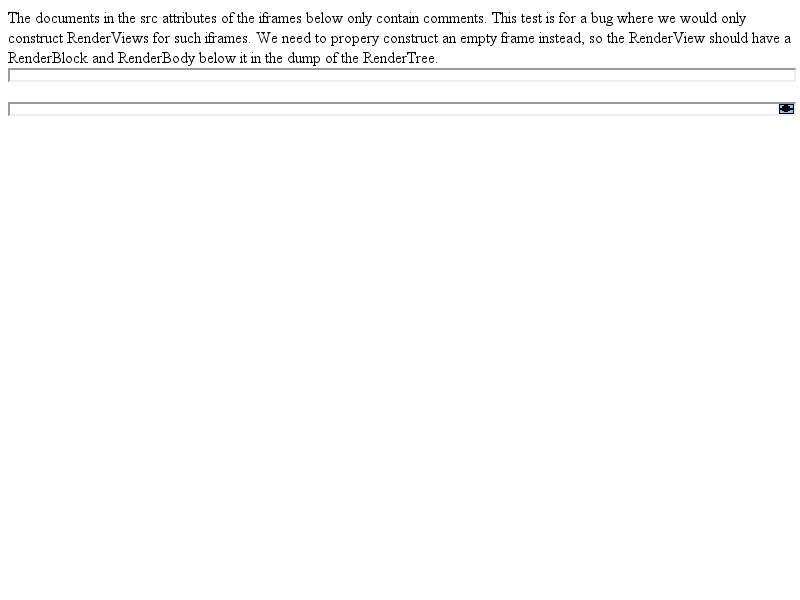 The documents in the src attributes of the iframes below only contain comments. This test is for a bug where we would only
construct RenderViews for such iframes. We need to propery construct an empty frame instead, so the RenderView should have a
RenderBlock and RenderBody below it in the dump of the RenderTree.